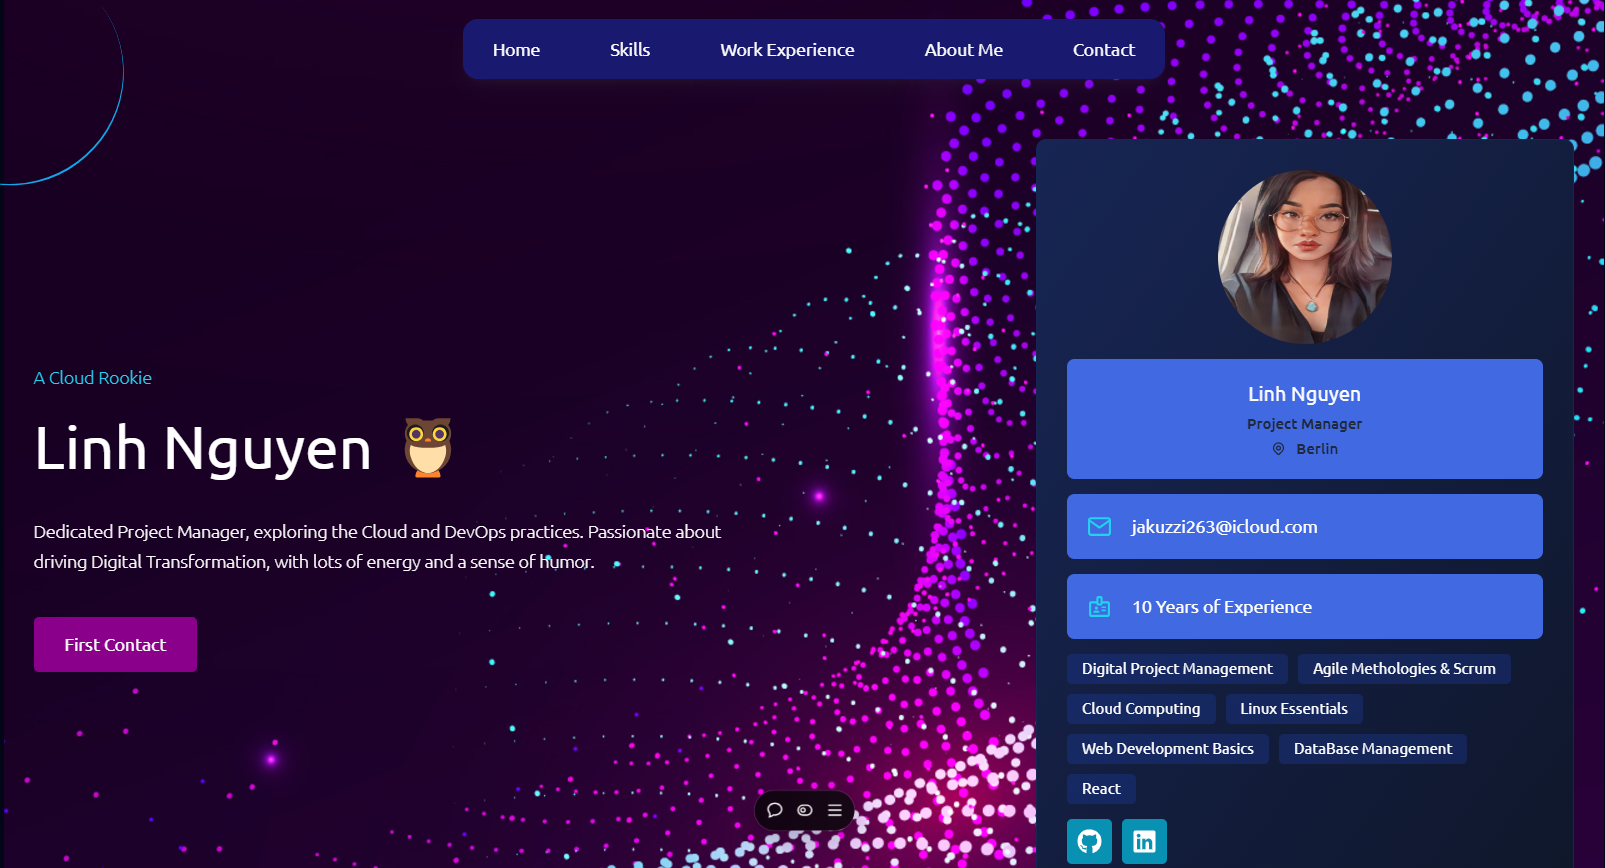 Home Skills Work Experience About Me Contact
A Cloud Rookie
Linh Nguyen
Dedicated Project Manager, exploring the Cloud and DevOps practices. Passionate about
driving Digital Transformation, with lots of energy and a sense of humor.
First Contact
Linh Nguyen
Project Manager
Berlin
jakuzzi263@icloud.com
10 Years of Experience
Digital Project Management Agile Methologies & Scrum
Cloud Computing Linux Essentials
Web Development Basics DataBase Management
React
in